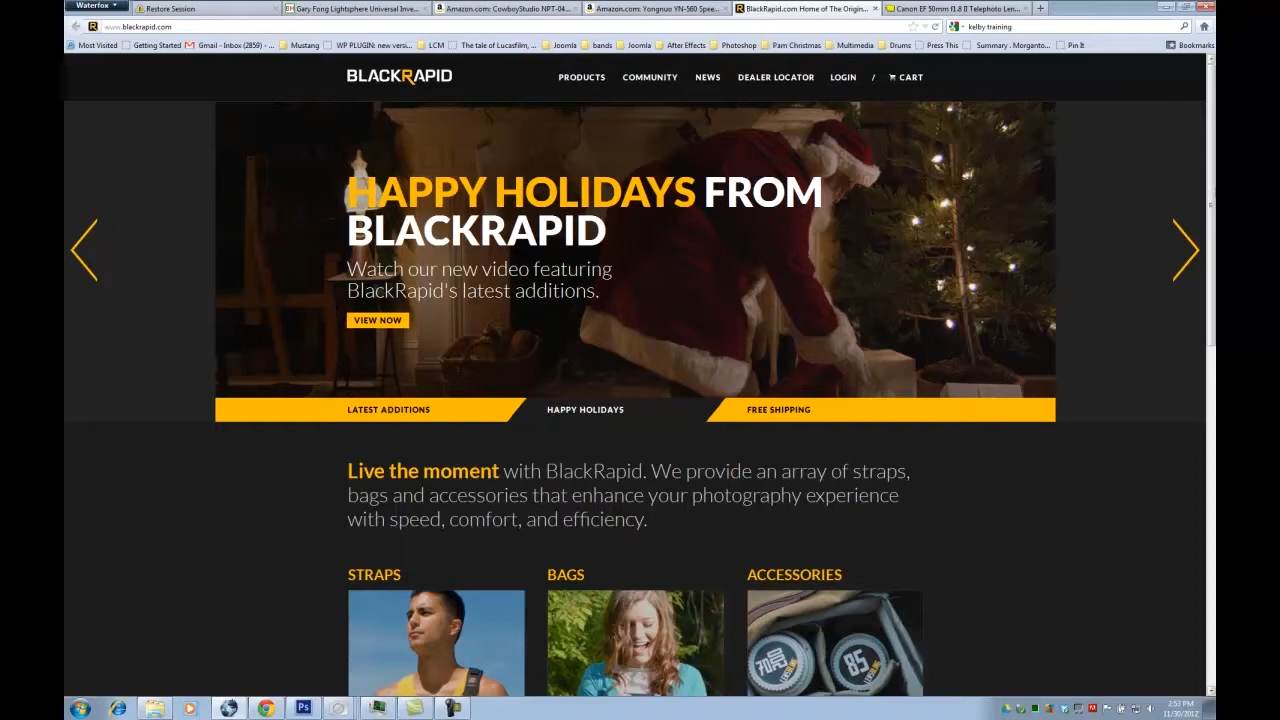 Waterfox
Restore Session
Gary Fong Lightsphere Universal Inve...
Amazon.com: CowboyStudio NPT-04...
Amazon.com: Yongnuo YN-560 Spee...
BlackRapid.com Home of The Origin...
Canon EF 50mm f1.8 II Telephoto Len...
www.blackrapid.com
kelby training
Most Visited
Getting Started
Gmail - Inbox (2859) - ...
Mustang
WP PLUGIN: new versi...
LCM
The tale of Lucasfilm, ...
Joomla
bands
Joomla
After Effects
Photoshop
Pam Christmas
Multimedia
Drums
Press This
Summary . Morganto...
Pin It
Bookmarks
BLACKRAPID
PRODUCTS
COMMUNITY
NEWS
DEALER LOCATOR
LOGIN
/
CART
HAPPY HOLIDAYS FROM
BLACKRAPID
Watch our new video featuring
BlackRapid's latest additions.
VIEW NOW
LATEST ADDITIONS
HAPPY HOLIDAYS
FREE SHIPPING
Live the moment with BlackRapid. We provide an array of straps,
bags and accessories that enhance your photography experience
with speed, comfort, and efficiency.
STRAPS
BAGS
ACCESSORIES
85
Ps
2:53 PM
11/30/2012